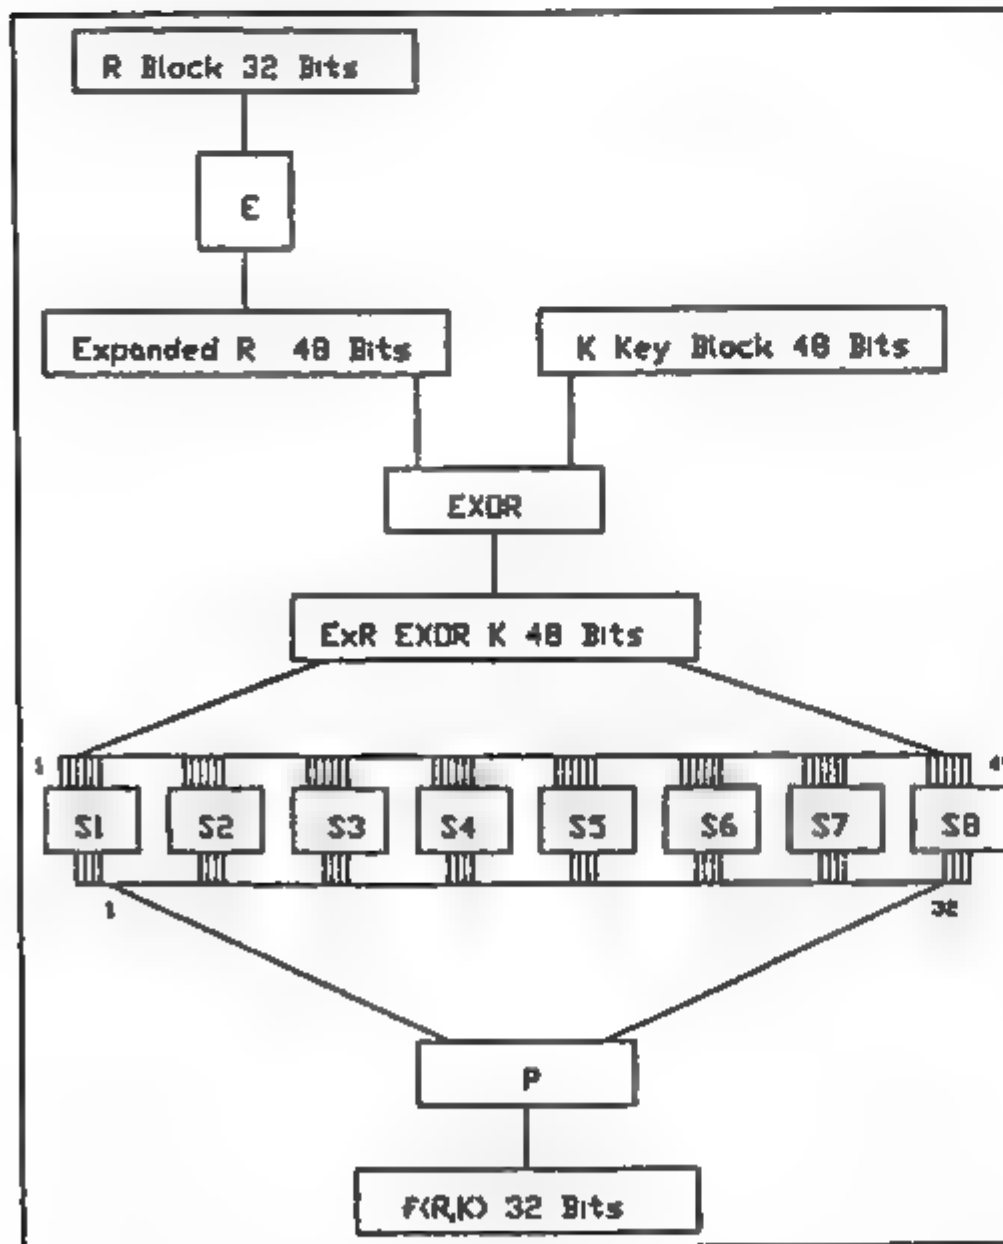 R Block 32 Bits
E
Expanded R 48 Bits
K Key Block 48 Bits
EXOR
ExR EXOR K 48 Bits
1
S1 S2 S3 S4 S5 S6 S7 S8
1 32
P
F(R,K) 32 Bits